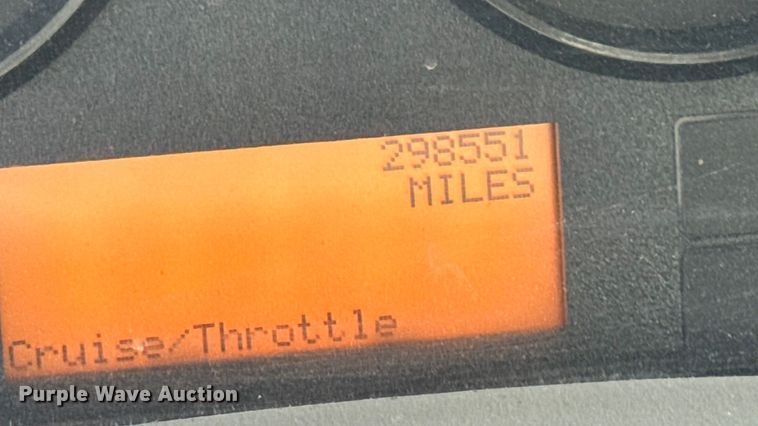 298551
MILES
Cruise/Throttle
Purple Wave Auction